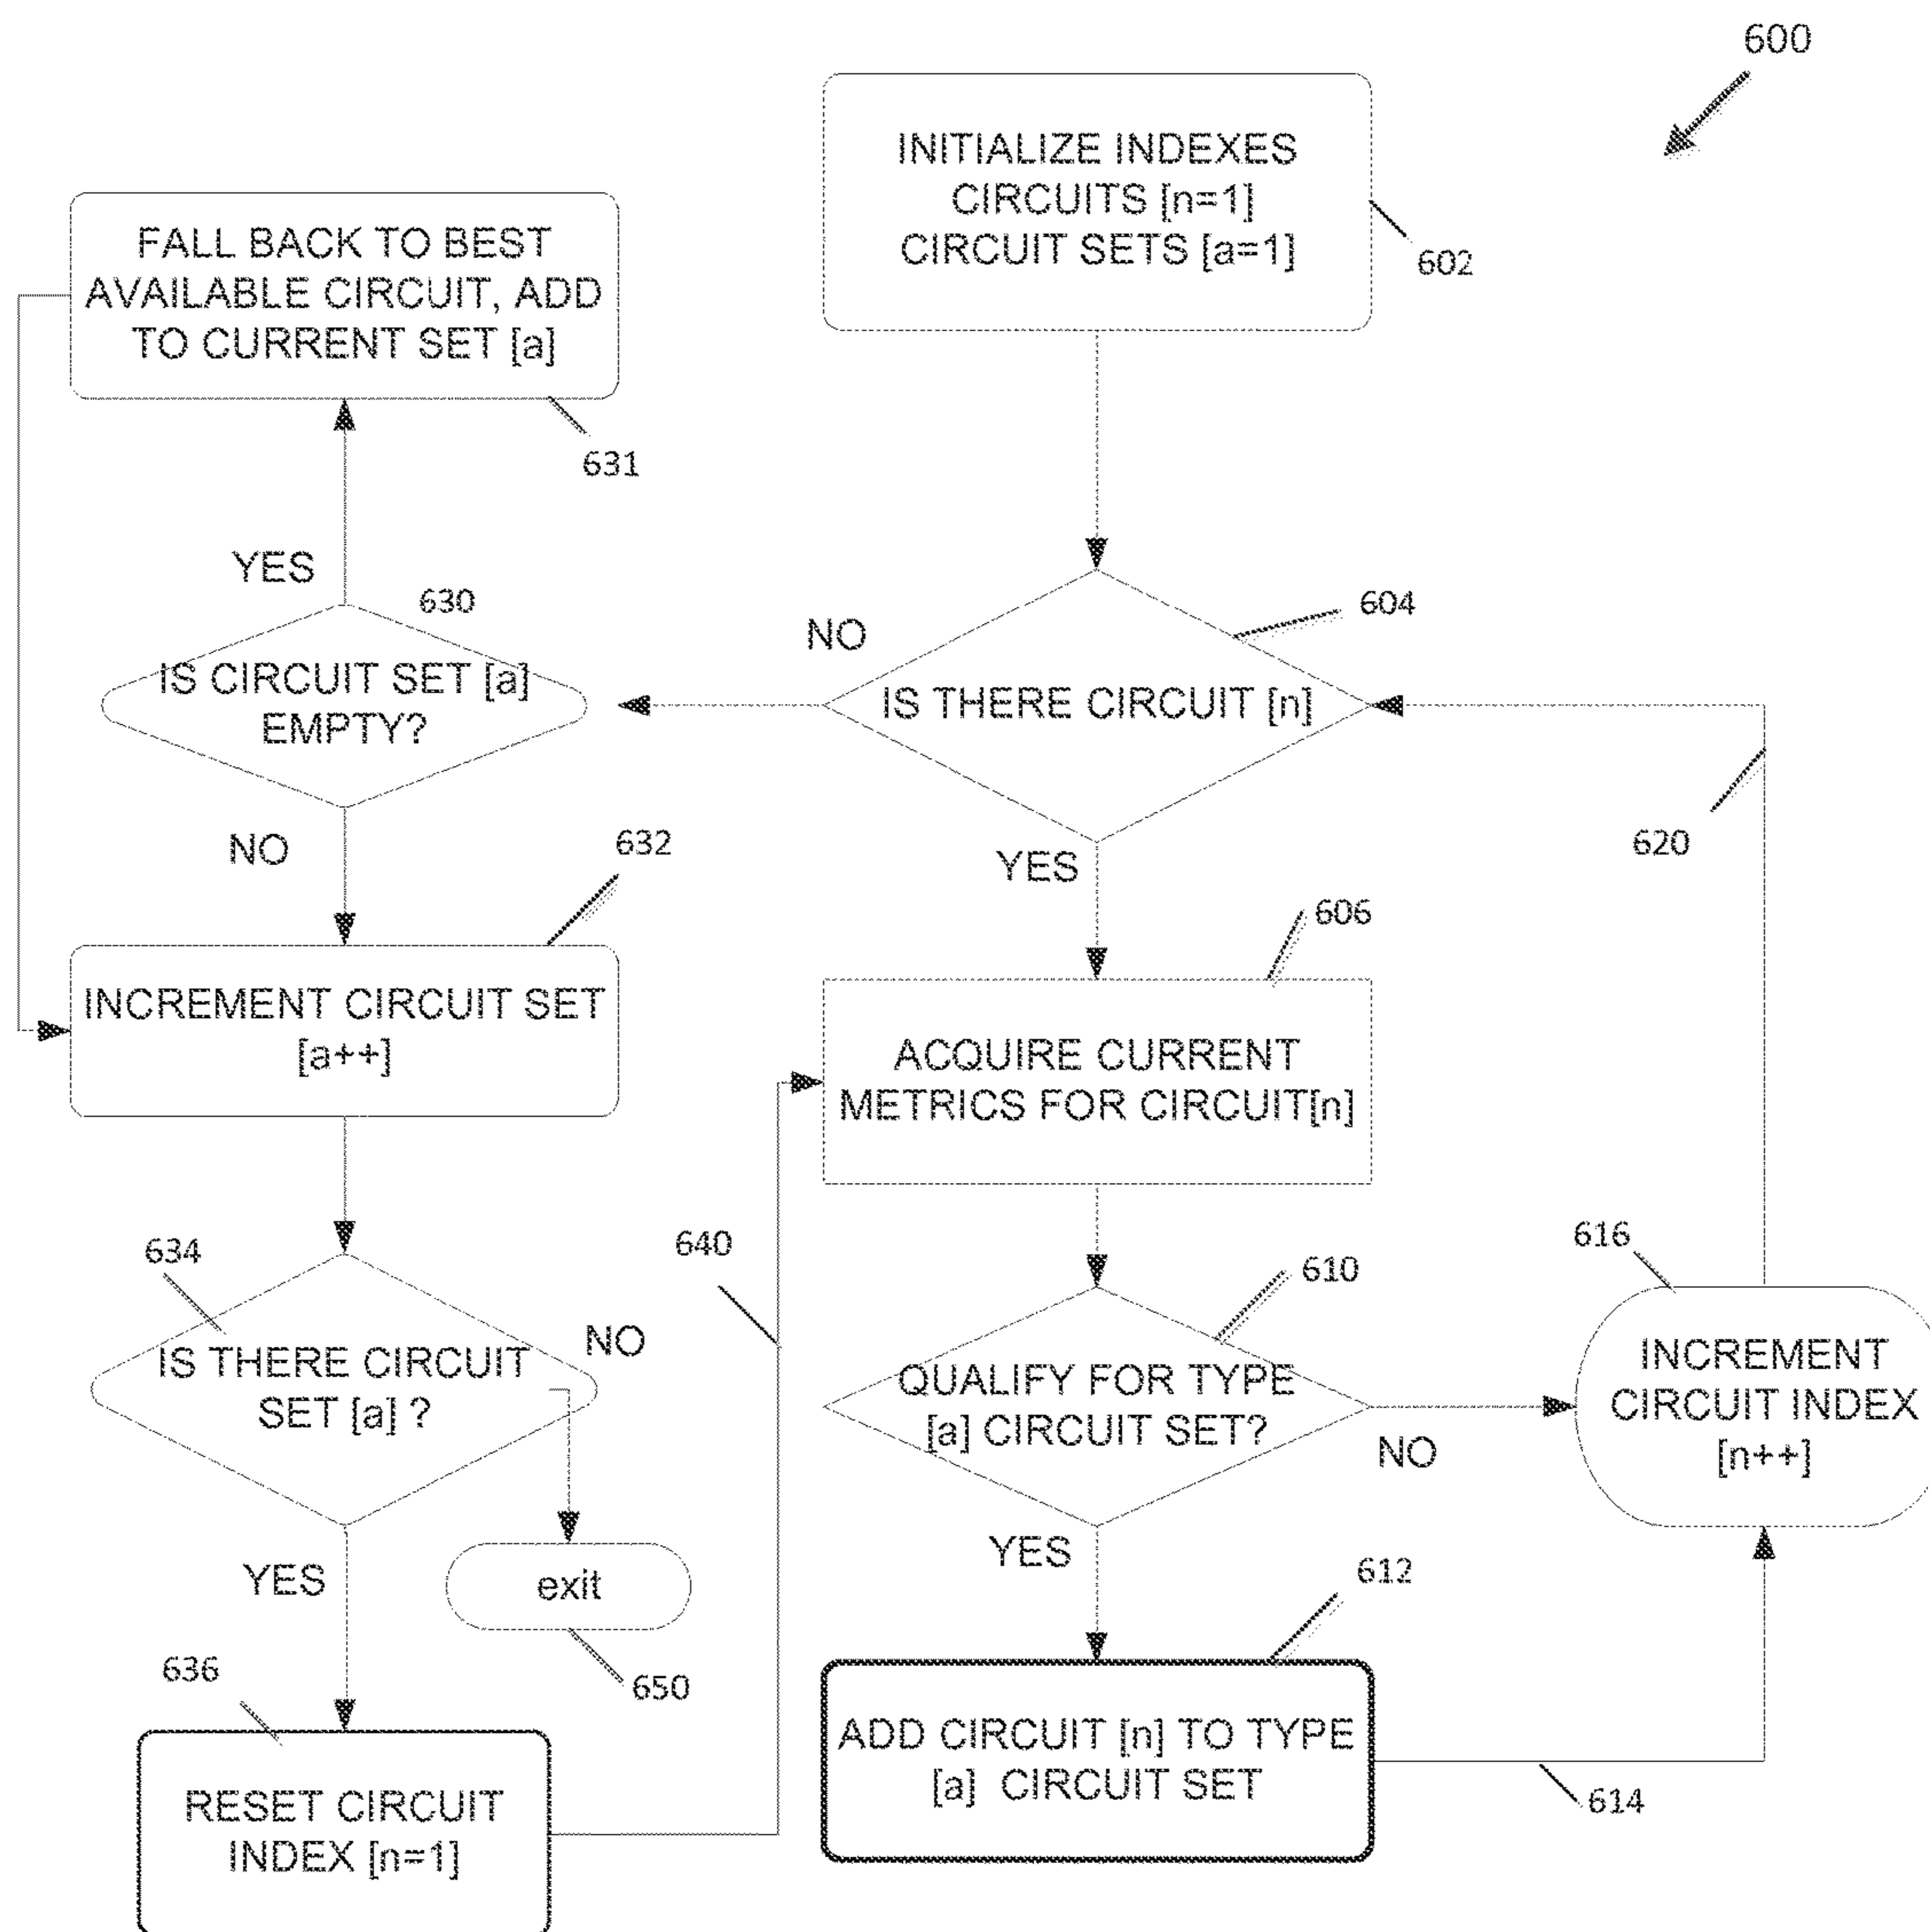 600
INITIALIZE INDEXES
CIRCUITS [n=1]
CIRCUIT SETS [a=1]
602
FALL BACK TO BEST
AVAILABLE CIRCUIT, ADD
TO CURRENT SET [a]
631
YES
630
IS CIRCUIT SET [a]
EMPTY?
NO
604
IS THERE CIRCUIT [n]
NO
632
YES
620
606
INCREMENT CIRCUIT SET
[a++]
ACQUIRE CURRENT
METRICS FOR CIRCUIT[n]
634
640
610
616
IS THERE CIRCUIT
SET [a] ?
NO
QUALIFY FOR TYPE
[a] CIRCUIT SET?
NO
INCREMENT
CIRCUIT INDEX
[n++]
YES
exit
650
YES
612
636
RESET CIRCUIT
INDEX [n=1]
ADD CIRCUIT [n] TO TYPE
[a] CIRCUIT SET
614